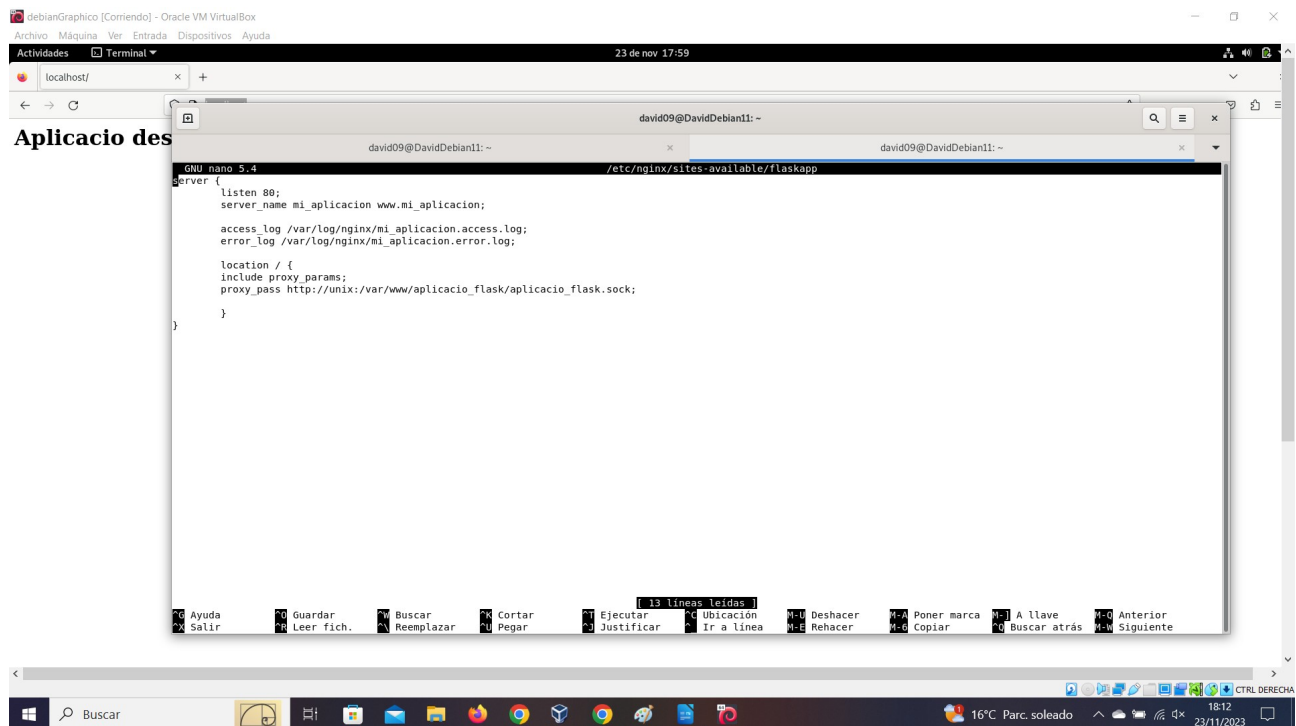 debianGraphico [Corriendo] - Oracle VM VirtualBox
Archivo Máquina Ver Entrada Dispositivos Ayuda
Actividades Terminal 23 de nov 17:59
localhost/
david09@DavidDebian11: ~
Aplicacio des
david09@DavidDebian11: ~ david09@DavidDebian11: ~
GNU nano 5.4 /etc/nginx/sites-available/flaskapp
server {
listen 80;
server_name mi_aplicacion www.mi_aplicacion;
access_log /var/log/nginx/mi_aplicacion.access.log;
error_log /var/log/nginx/mi_aplicacion.error.log;
location / {
include proxy_params;
proxy_pass http://unix:/var/www/aplicacio_flask/aplicacio_flask.sock;
}
}
[ 13 líneas leídas ]
^G Ayuda ^O Guardar ^W Buscar ^K Cortar ^T Ejecutar ^C Ubicación M-U Deshacer M-A Poner marca M-] A llave M-Q Anterior
^X Salir ^R Leer fich. ^\ Reemplazar ^U Pegar ^J Justificar ^_ Ir a línea M-E Rehacer M-6 Copiar ^Q Buscar atrás M-W Siguiente
CTRL DERECHA
Buscar 16°C Parc. soleado 18:12
23/11/2023